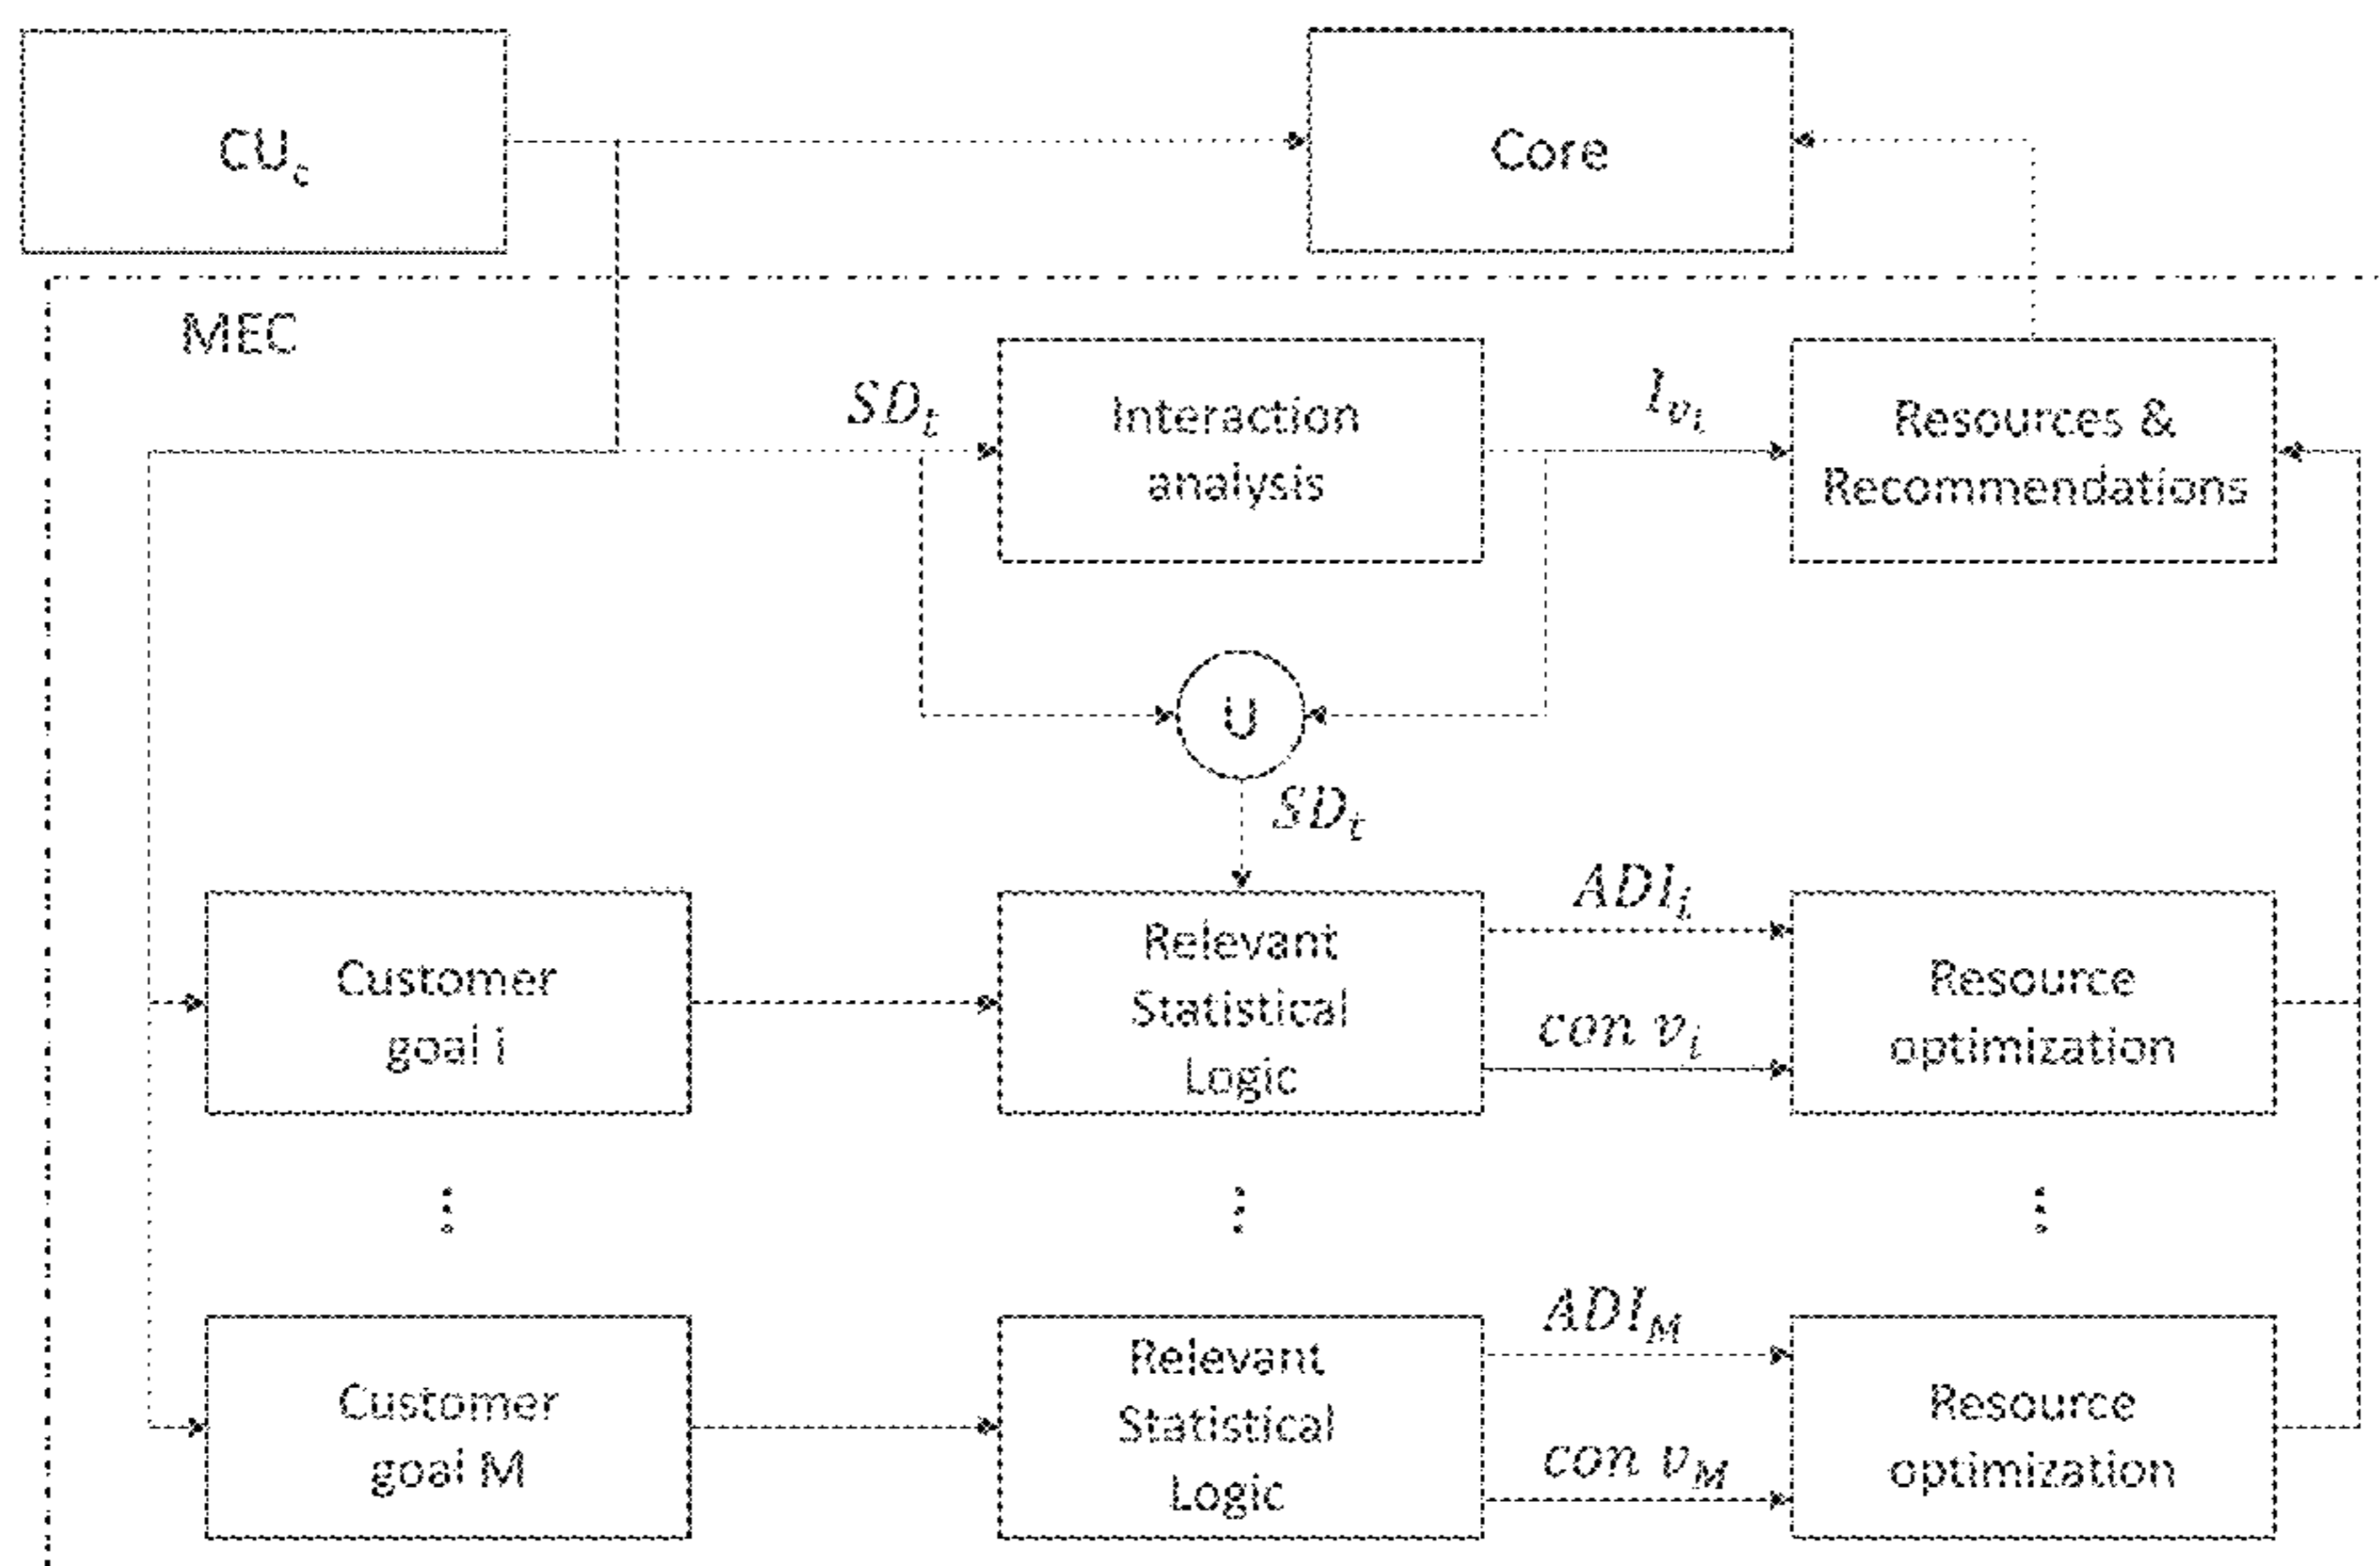 CU_c
Core
MEC
SD_t
Interaction
analysis
I_{v_i}
Resources &
Recommendations
U
SD_t
Customer
goal i
Relevant
Statistical
Logic
ADI_i
con v_i
Resource
optimization
Customer
goal M
Relevant
Statistical
Logic
ADI_M
con v_M
Resource
optimization